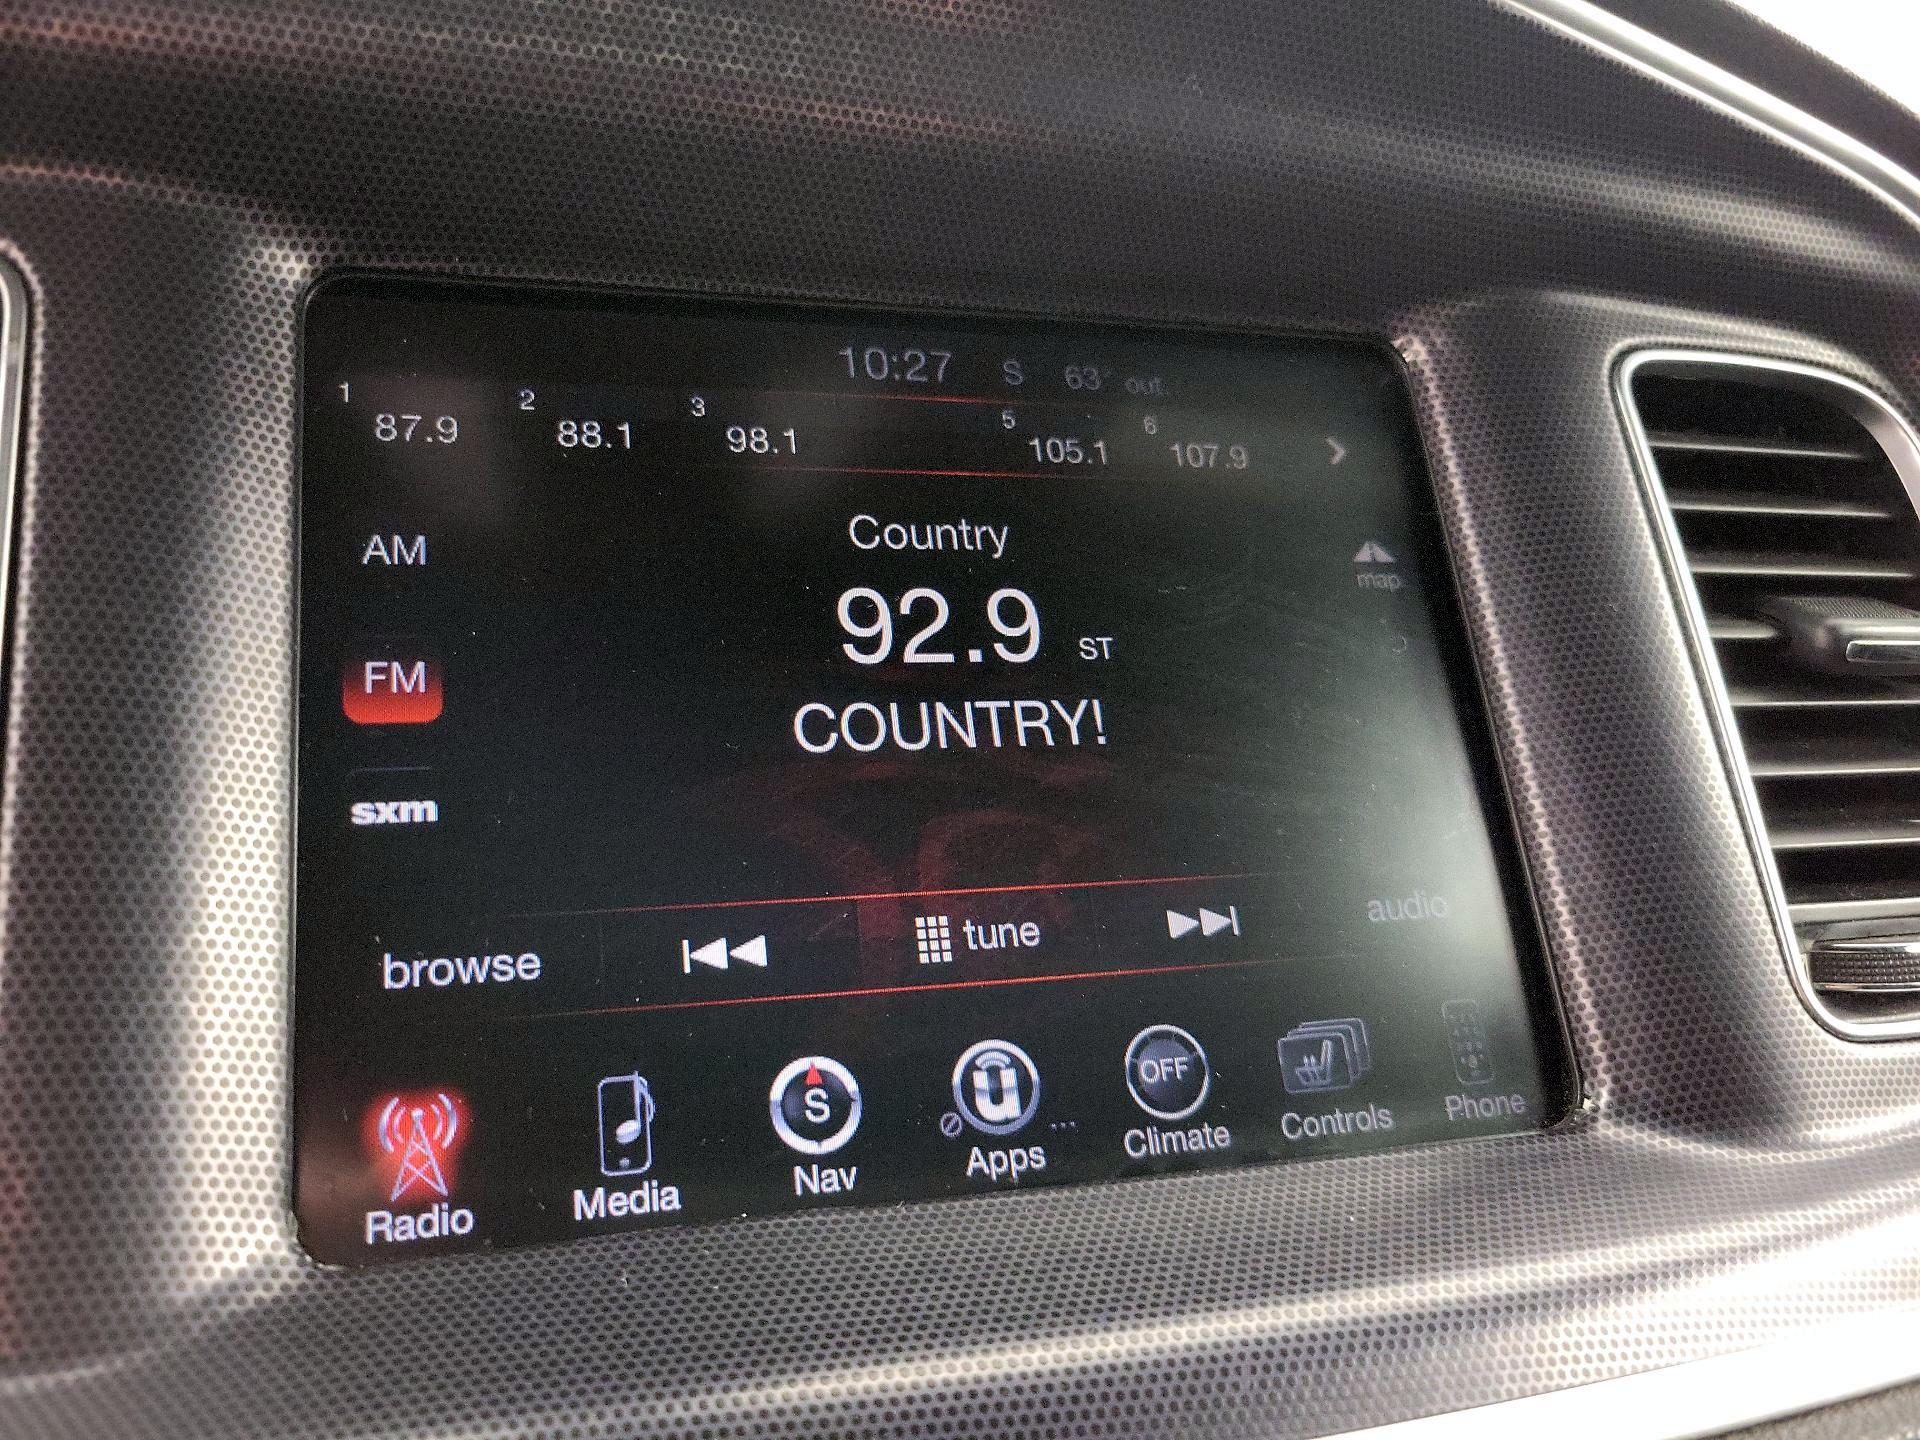 10:27 S 63° out.
1 87.9 2 88.1 3 98.1 5 105.1 6 107.9
AM
Country
map
92.9 ST
FM
COUNTRY!
sxm
browse tune audio
S u OFF
Radio Media Nav Apps ... Climate Controls Phone